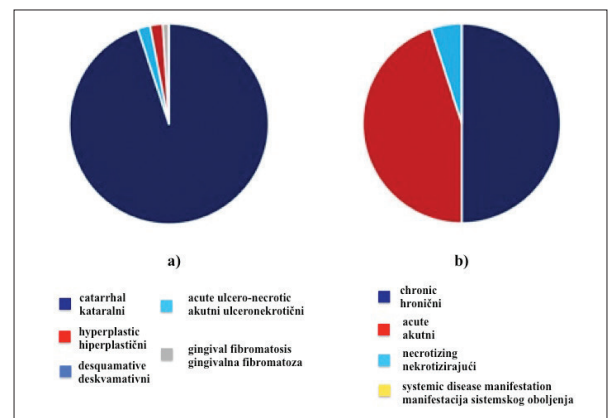 a)
b)
catarrhal
kataralni
hyperplastic
hiperplastični
desquamative
deskvamativni
acute ulcero-necrotic
akutni ulceronekrotični
gingival fibromatosis
gingivalna fibromatoza
chronic
hronični
acute
akutni
necrotizing
nekrotizirajući
systemic disease manifestation
manifestacija sistemskog oboljenja